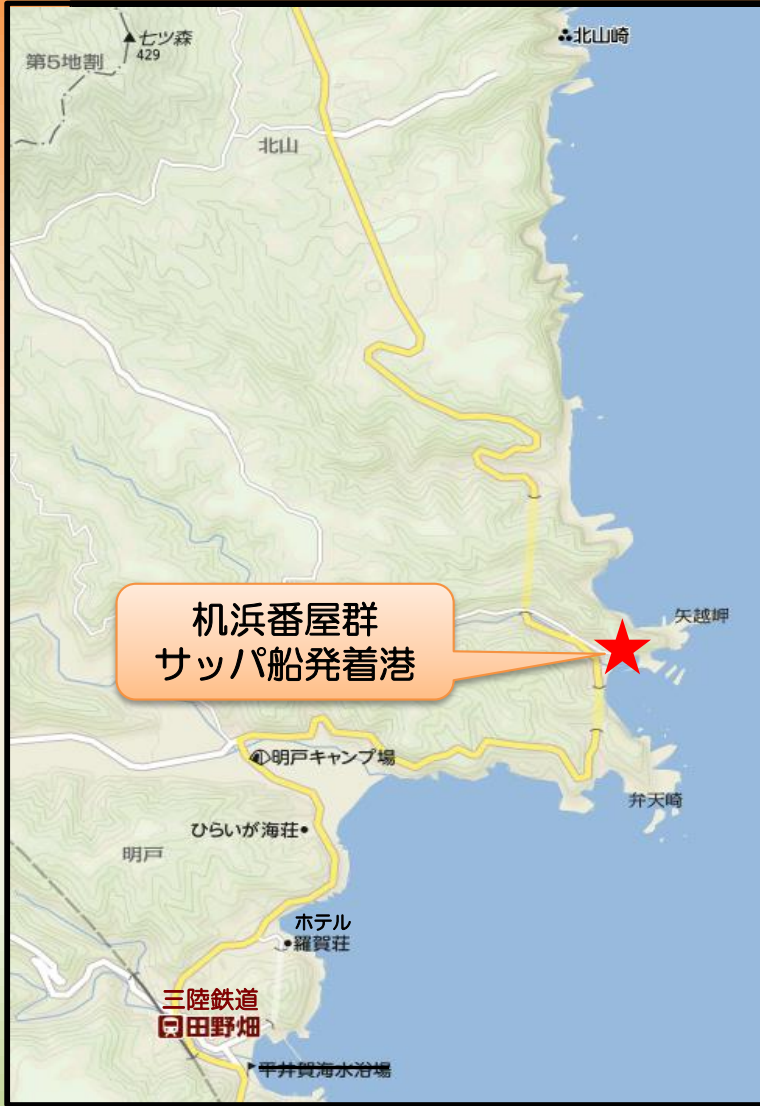 七ツ森
429
第5地割
北山崎
北山
机浜番屋群
サッパ船発着港
矢越岬
明戸キャンプ場
弁天崎
ひらいが海荘
明戸
ホテル
羅賀荘
三陸鉄道
田野畑
平井賀海水浴場